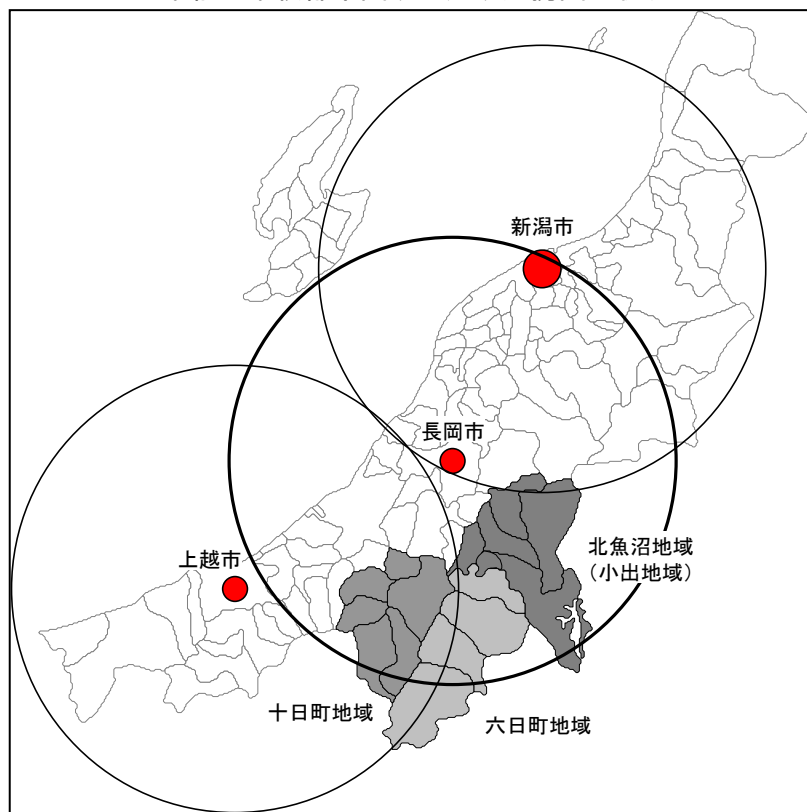 新潟市
長岡市
北魚沼地域
（小出地域）
上越市
十日町地域
六日町地域